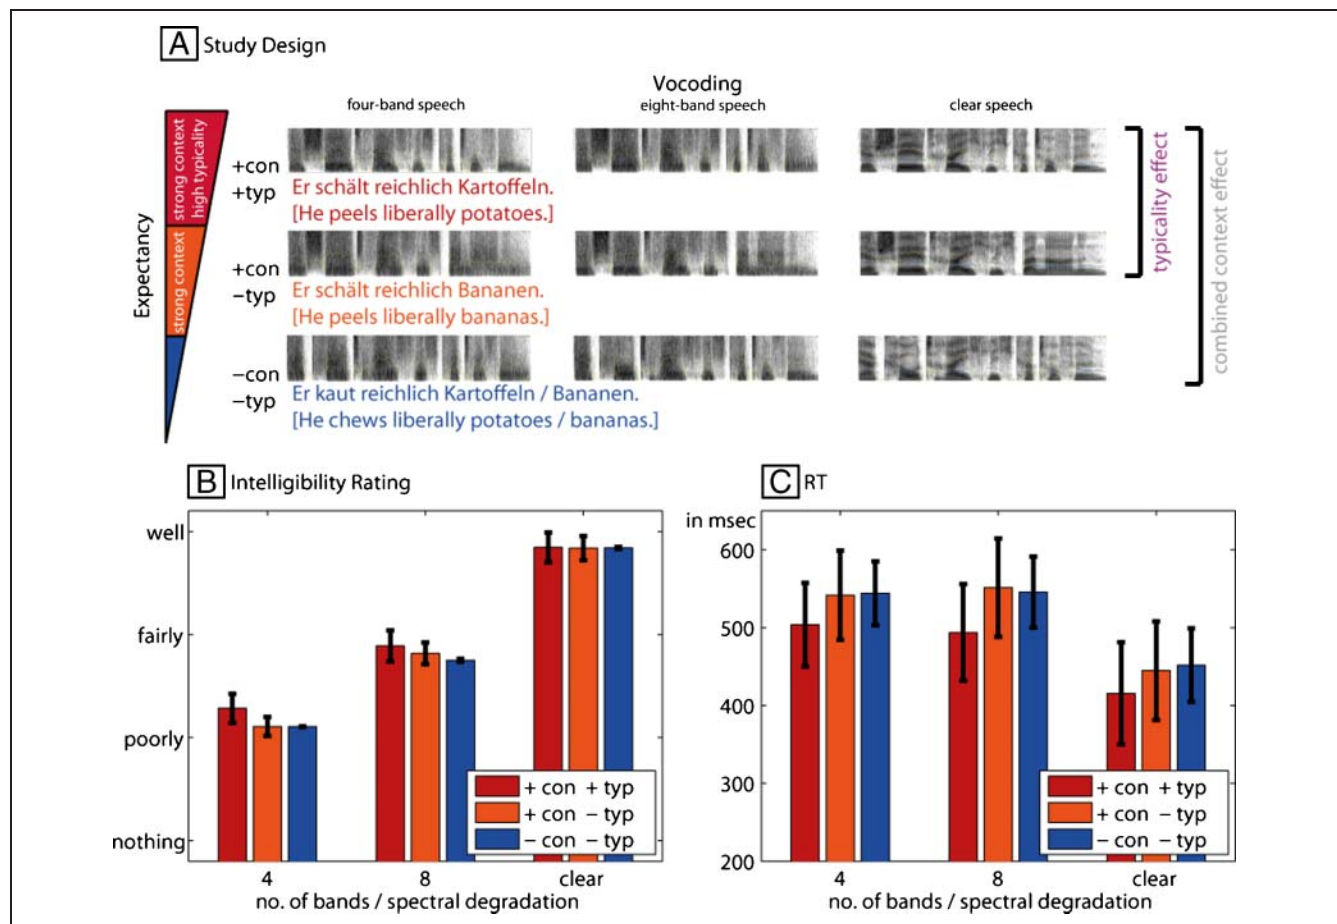 A Study Design
Vocoding
four-band speech
eight-band speech
clear speech
Expectancy
strong context
high typicality
strong context
+con
+typ
Er schält reichlich Kartoffeln.
[He peels liberally potatoes.]
+con
−typ
Er schält reichlich Bananen.
[He peels liberally bananas.]
−con
−typ
Er kaut reichlich Kartoffeln / Bananen.
[He chews liberally potatoes / bananas.]
typicality effect
combined context effect
B Intelligibility Rating
well
fairly
poorly
nothing
4
8
clear
no. of bands / spectral degradation
+ con + typ
+ con − typ
− con − typ
C RT
in msec
600
500
400
300
200
4
8
clear
no. of bands / spectral degradation
+ con + typ
+ con − typ
− con − typ